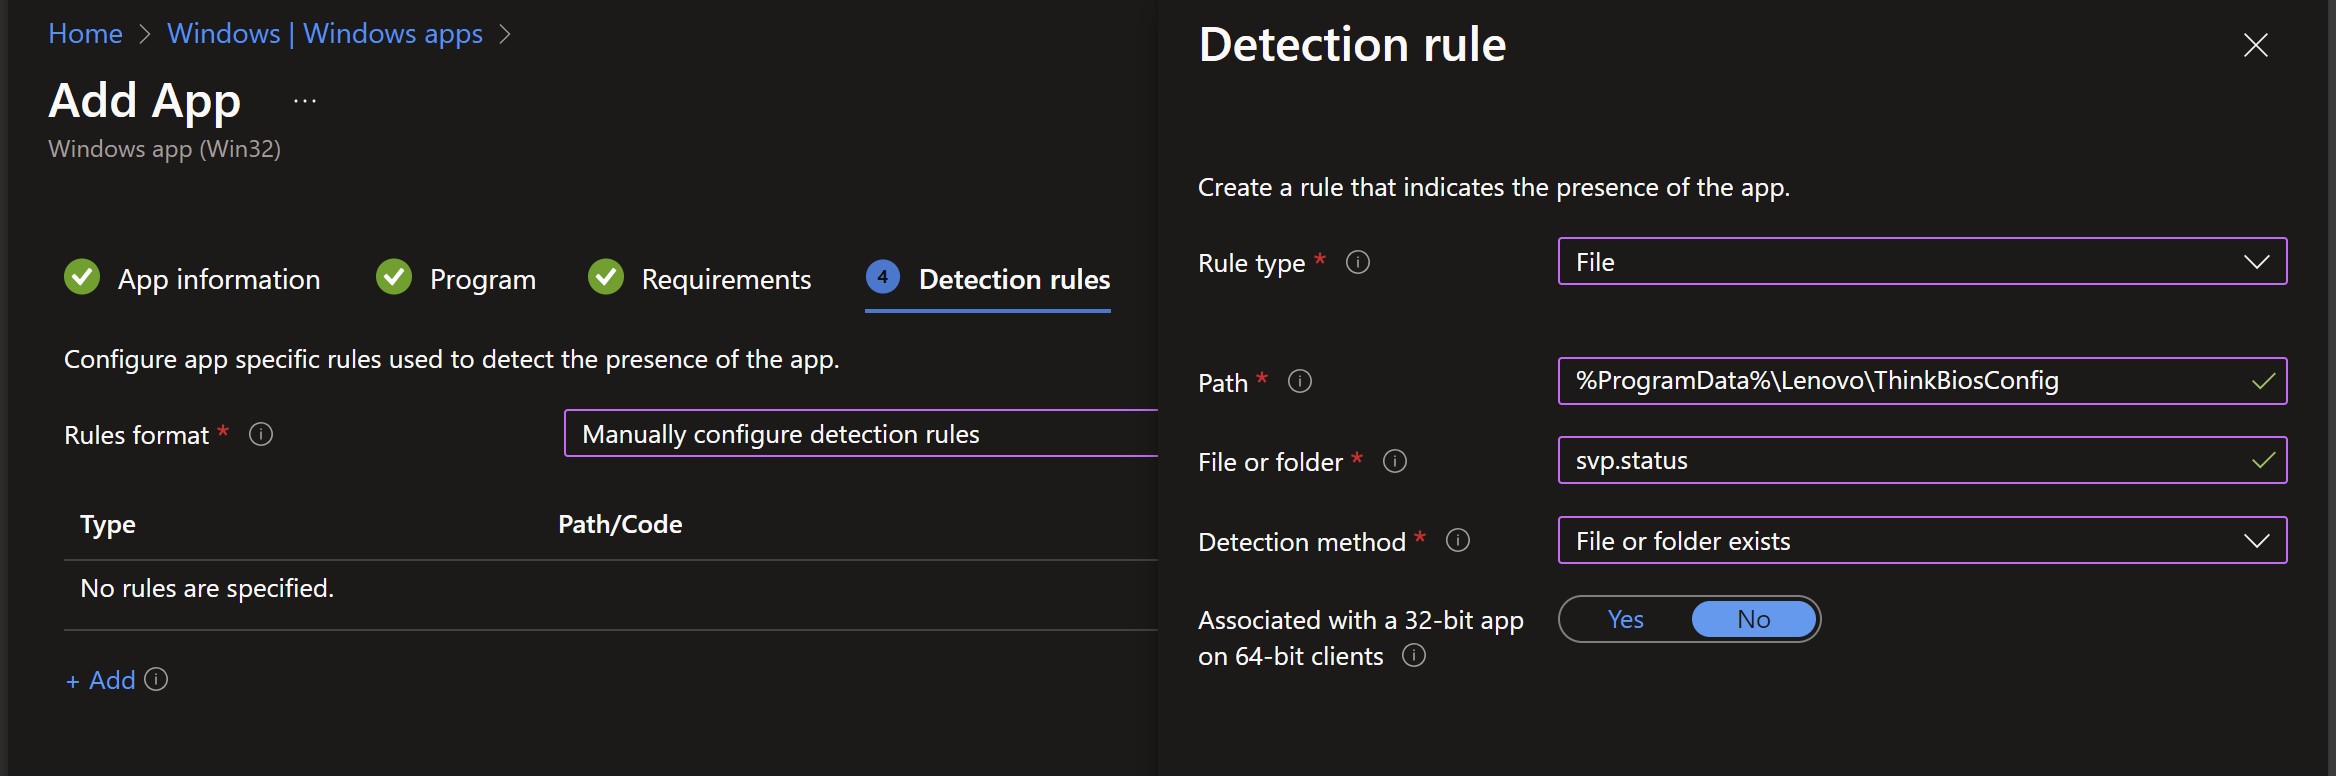 Home > Windows | Windows apps >
Add App ...
Windows app (Win32)
App information
Program
Requirements
4 Detection rules
Configure app specific rules used to detect the presence of the app.
Rules format * Manually configure detection rules
Type Path/Code
No rules are specified.
+ Add
Detection rule
Create a rule that indicates the presence of the app.
Rule type * File
Path * %ProgramData%\Lenovo\ThinkBiosConfig
File or folder * svp.status
Detection method * File or folder exists
Associated with a 32-bit app Yes No
on 64-bit clients